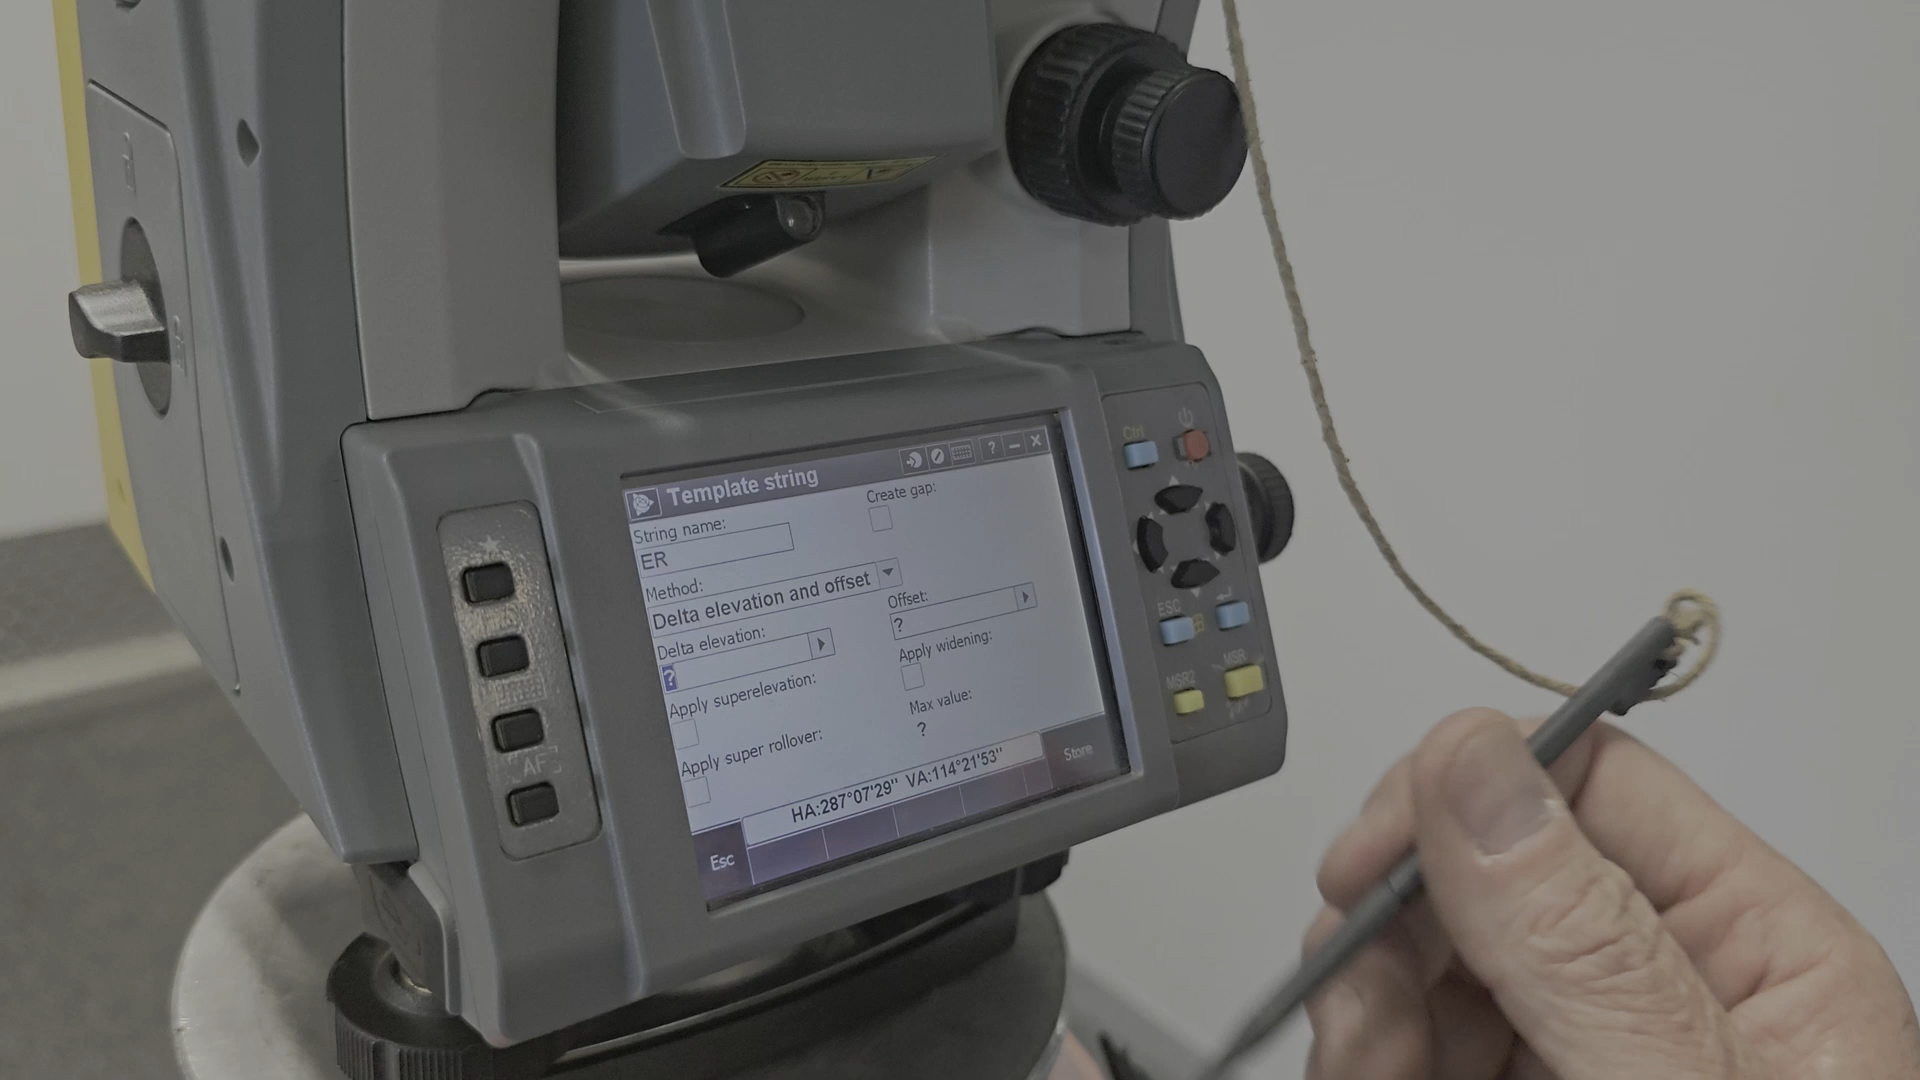 Template string
? – ×
String name:
ER
Create gap:
Method:
Delta elevation and offset
Delta elevation:
?
Offset:
?
Apply superelevation:
Apply widening:
Apply super rollover:
Max value:
?
HA:287°07'29" VA:114°21'53"
Esc
Store
Ctrl
ESC
MSR2
MSR
AF